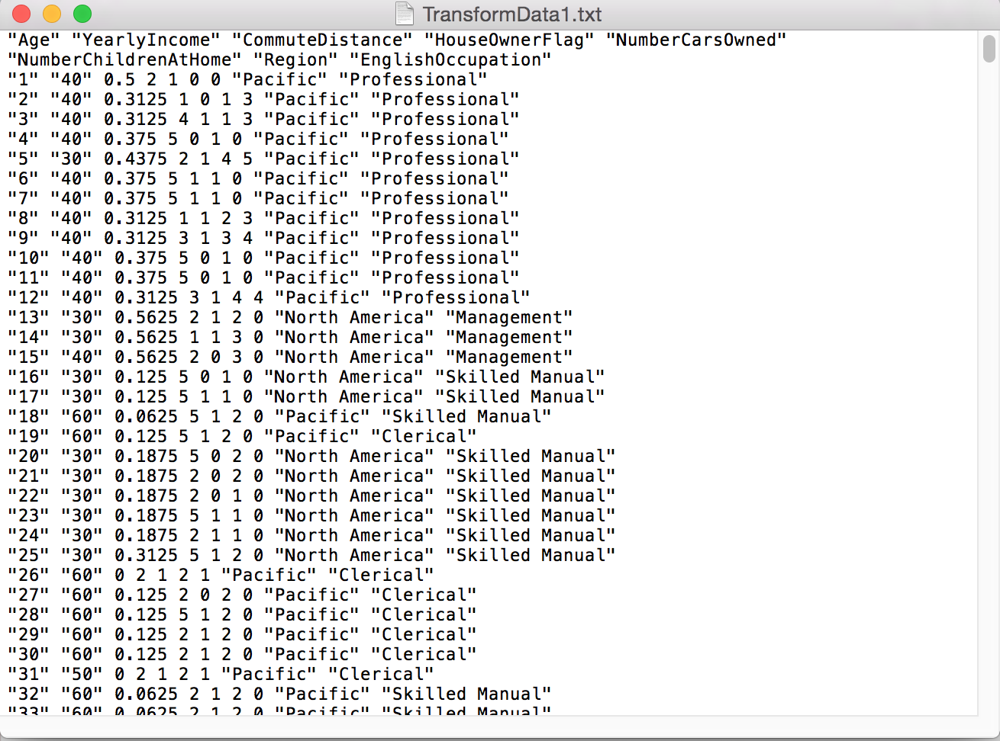 TransformData1.txt
"Age" "YearlyIncome" "CommuteDistance" "HouseOwnerFlag" "NumberCarsOwned"
"NumberChildrenAtHome" "Region" "EnglishOccupation"
"1" "40" 0.5 2 1 0 0 "Pacific" "Professional"
"2" "40" 0.3125 1 0 1 3 "Pacific" "Professional"
"3" "40" 0.3125 4 1 1 3 "Pacific" "Professional"
"4" "40" 0.375 5 0 1 0 "Pacific" "Professional"
"5" "30" 0.4375 2 1 4 5 "Pacific" "Professional"
"6" "40" 0.375 5 1 1 0 "Pacific" "Professional"
"7" "40" 0.375 5 1 1 0 "Pacific" "Professional"
"8" "40" 0.3125 1 1 2 3 "Pacific" "Professional"
"9" "40" 0.3125 3 1 3 4 "Pacific" "Professional"
"10" "40" 0.375 5 0 1 0 "Pacific" "Professional"
"11" "40" 0.375 5 0 1 0 "Pacific" "Professional"
"12" "40" 0.3125 3 1 4 4 "Pacific" "Professional"
"13" "30" 0.5625 2 1 2 0 "North America" "Management"
"14" "30" 0.5625 1 1 3 0 "North America" "Management"
"15" "40" 0.5625 2 0 3 0 "North America" "Management"
"16" "30" 0.125 5 0 1 0 "North America" "Skilled Manual"
"17" "30" 0.125 5 1 1 0 "North America" "Skilled Manual"
"18" "60" 0.0625 5 1 2 0 "Pacific" "Skilled Manual"
"19" "60" 0.125 5 1 2 0 "Pacific" "Clerical"
"20" "30" 0.1875 5 0 2 0 "North America" "Skilled Manual"
"21" "30" 0.1875 2 0 2 0 "North America" "Skilled Manual"
"22" "30" 0.1875 2 0 1 0 "North America" "Skilled Manual"
"23" "30" 0.1875 5 1 1 0 "North America" "Skilled Manual"
"24" "30" 0.1875 2 1 1 0 "North America" "Skilled Manual"
"25" "30" 0.3125 5 1 2 0 "North America" "Skilled Manual"
"26" "60" 0 2 1 2 1 "Pacific" "Clerical"
"27" "60" 0.125 2 0 2 0 "Pacific" "Clerical"
"28" "60" 0.125 5 1 2 0 "Pacific" "Clerical"
"29" "60" 0.125 2 1 2 0 "Pacific" "Clerical"
"30" "60" 0.125 2 1 2 0 "Pacific" "Clerical"
"31" "50" 0 2 1 2 1 "Pacific" "Clerical"
"32" "60" 0.0625 2 1 2 0 "Pacific" "Skilled Manual"
"33" "60" 0.0625 2 1 2 0 "Pacific" "Skilled Manual"